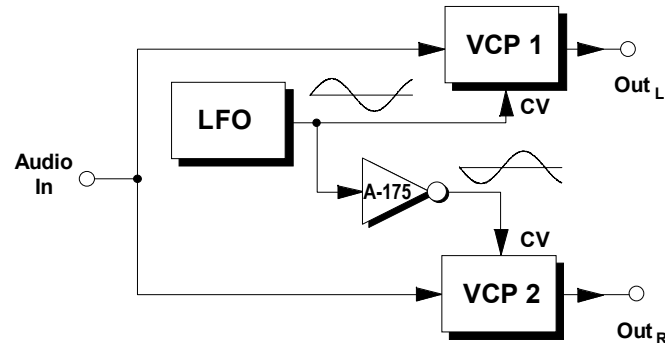 VCP 1
Out L
CV
LFO
Audio
In
A-175
CV
VCP 2
Out R